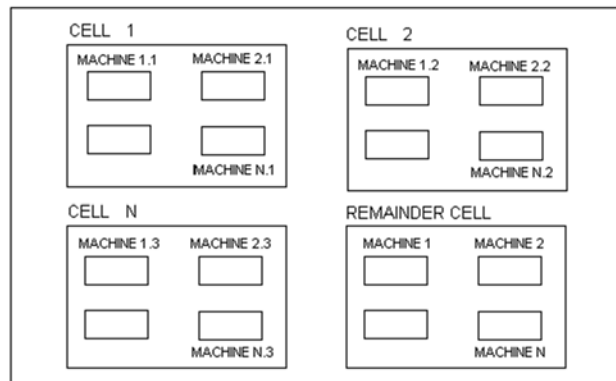 CELL 1
MACHINE 1.1 MACHINE 2.1
MACHINE N.1
CELL 2
MACHINE 1.2 MACHINE 2.2
MACHINE N.2
CELL N
MACHINE 1.3 MACHINE 2.3
MACHINE N.3
REMAINDER CELL
MACHINE 1 MACHINE 2
MACHINE N